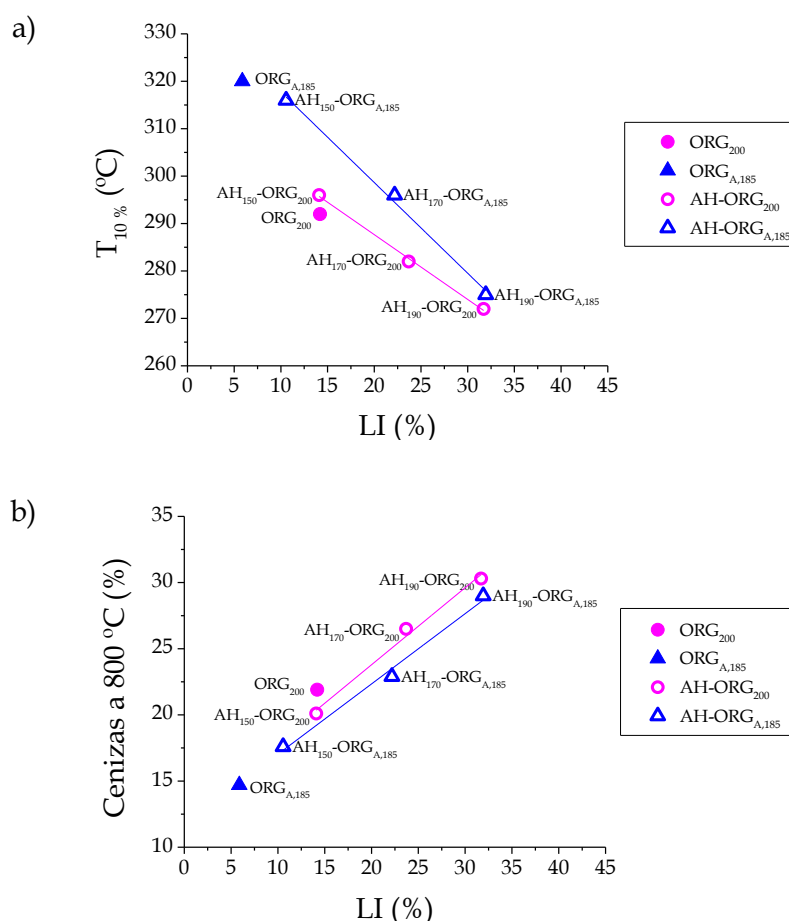 a)
330
320
310
300
290
280
270
260
T10 % (ºC)
ORGA,185
AH150-ORGA,185
AH150-ORG200
ORG200
AH170-ORGA,185
AH170-ORG200
AH190-ORG200
AH190-ORGA,185
0 5 10 15 20 25 30 35 40 45
LI (%)
ORG200
ORGA,185
AH-ORG200
AH-ORGA,185
b)
35
30
25
20
15
10
Cenizas a 800 ºC (%)
AH190-ORG200
AH190-ORGA,185
AH170-ORG200
ORG200
AH170-ORGA,185
AH150-ORG200
AH150-ORGA,185
ORGA,185
0 5 10 15 20 25 30 35 40 45
LI (%)
ORG200
ORGA,185
AH-ORG200
AH-ORGA,185